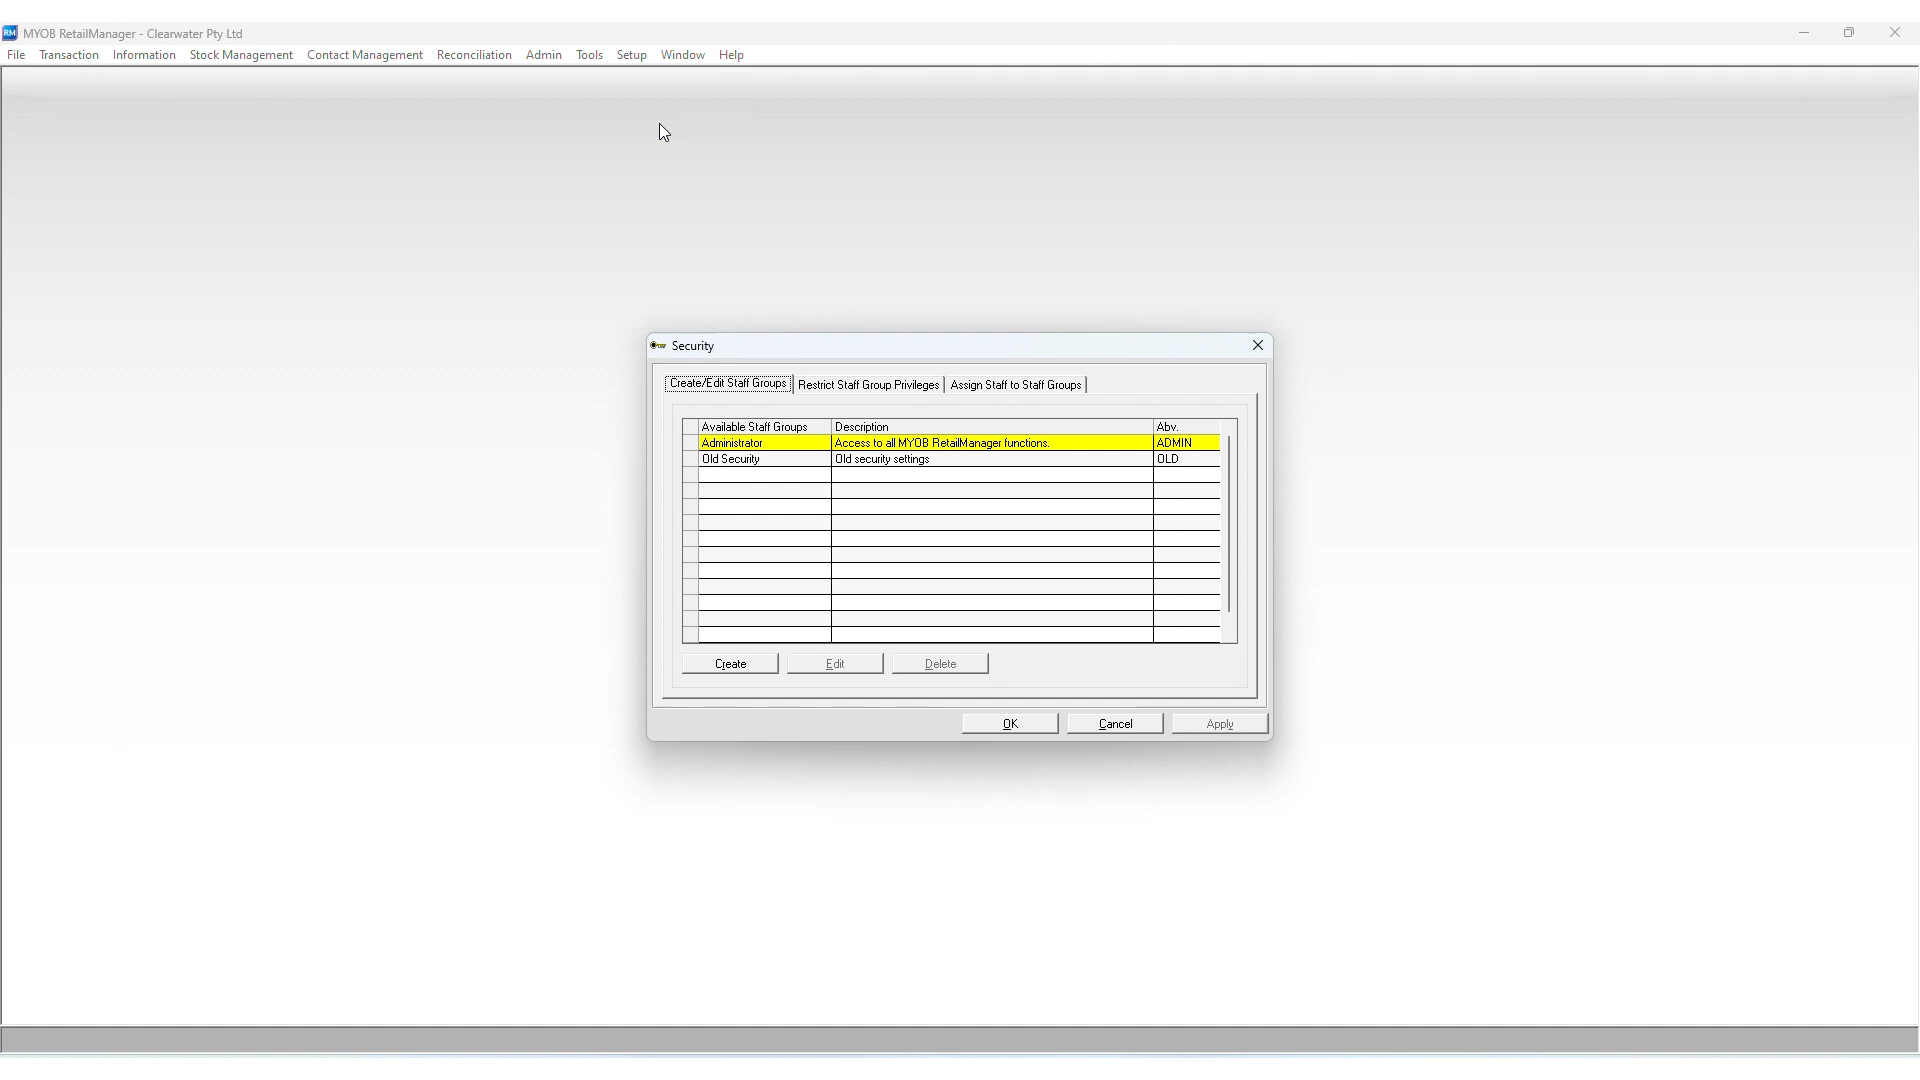 RM MYOB RetailManager - Clearwater Pty Ltd
File Transaction Information Stock Management Contact Management Reconciliation Admin Tools Setup Window Help
Security
Create/Edit Staff Groups Restrict Staff Group Privileges Assign Staff to Staff Groups
Available Staff Groups Description Abv.
Administrator Access to all MYOB RetailManager functions. ADMIN
Old Security Old security settings OLD
Create Edit Delete
OK Cancel Apply